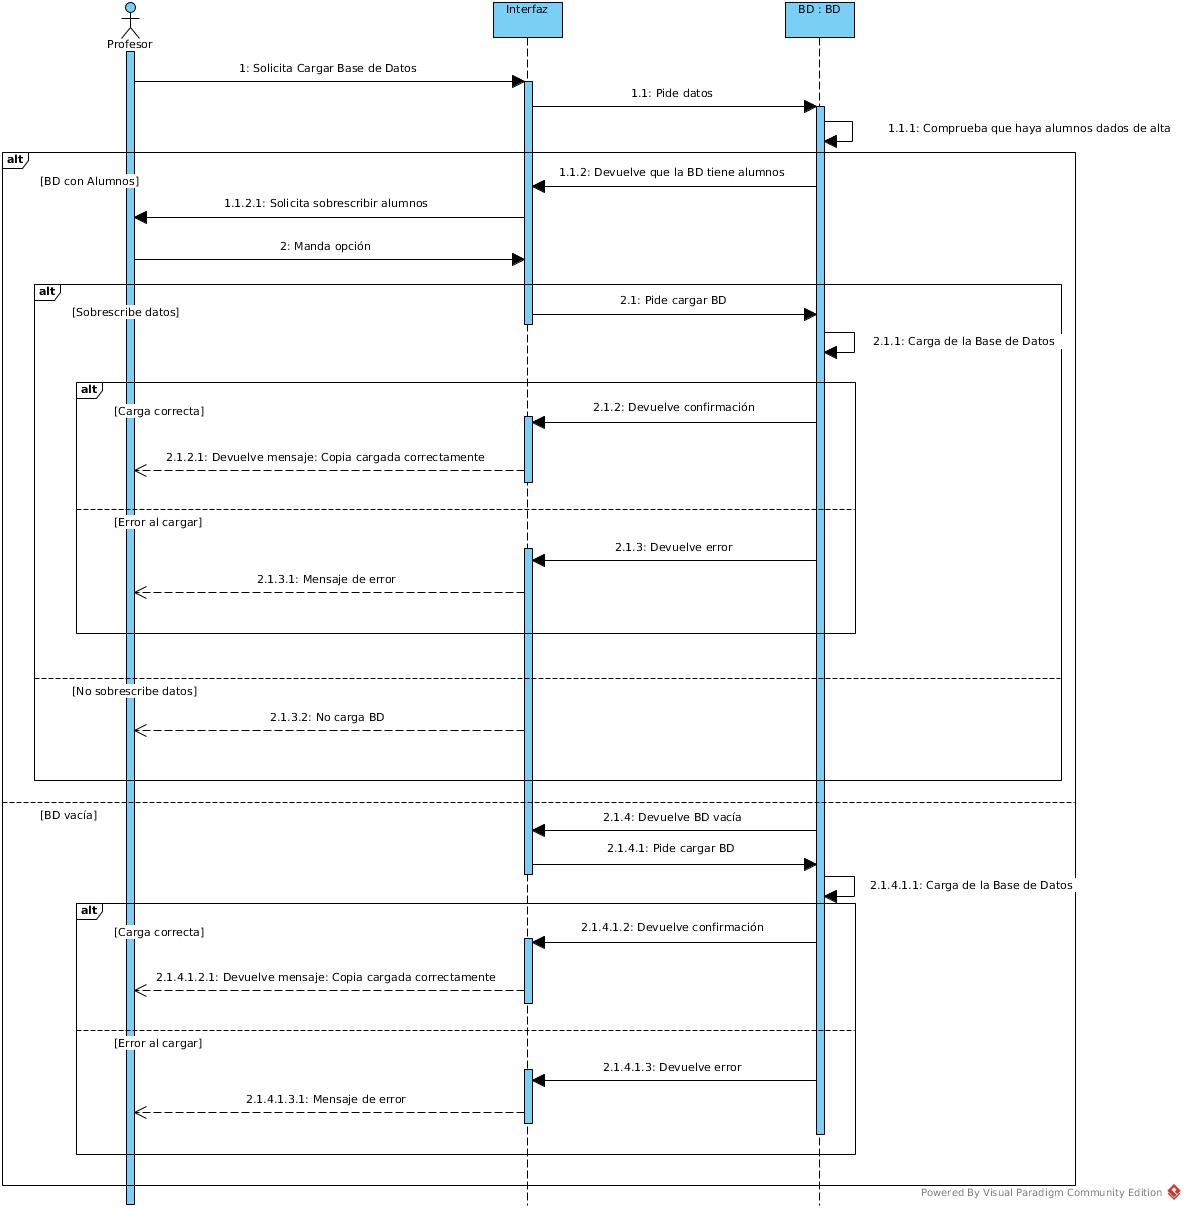 Profesor
Interfaz
BD : BD
1: Solicita Cargar Base de Datos
1.1: Pide datos
1.1.1: Comprueba que haya alumnos dados de alta
alt
[BD con Alumnos]
1.1.2: Devuelve que la BD tiene alumnos
1.1.2.1: Solicita sobrescribir alumnos
2: Manda opción
alt
[Sobrescribe datos]
2.1: Pide cargar BD
2.1.1: Carga de la Base de Datos
alt
[Carga correcta]
2.1.2: Devuelve confirmación
2.1.2.1: Devuelve mensaje: Copia cargada correctamente
[Error al cargar]
2.1.3: Devuelve error
2.1.3.1: Mensaje de error
[No sobrescribe datos]
2.1.3.2: No carga BD
[BD vacía]
2.1.4: Devuelve BD vacía
2.1.4.1: Pide cargar BD
2.1.4.1.1: Carga de la Base de Datos
alt
[Carga correcta]
2.1.4.1.2: Devuelve confirmación
2.1.4.1.2.1: Devuelve mensaje: Copia cargada correctamente
[Error al cargar]
2.1.4.1.3: Devuelve error
2.1.4.1.3.1: Mensaje de error
Powered By Visual Paradigm Community Edition